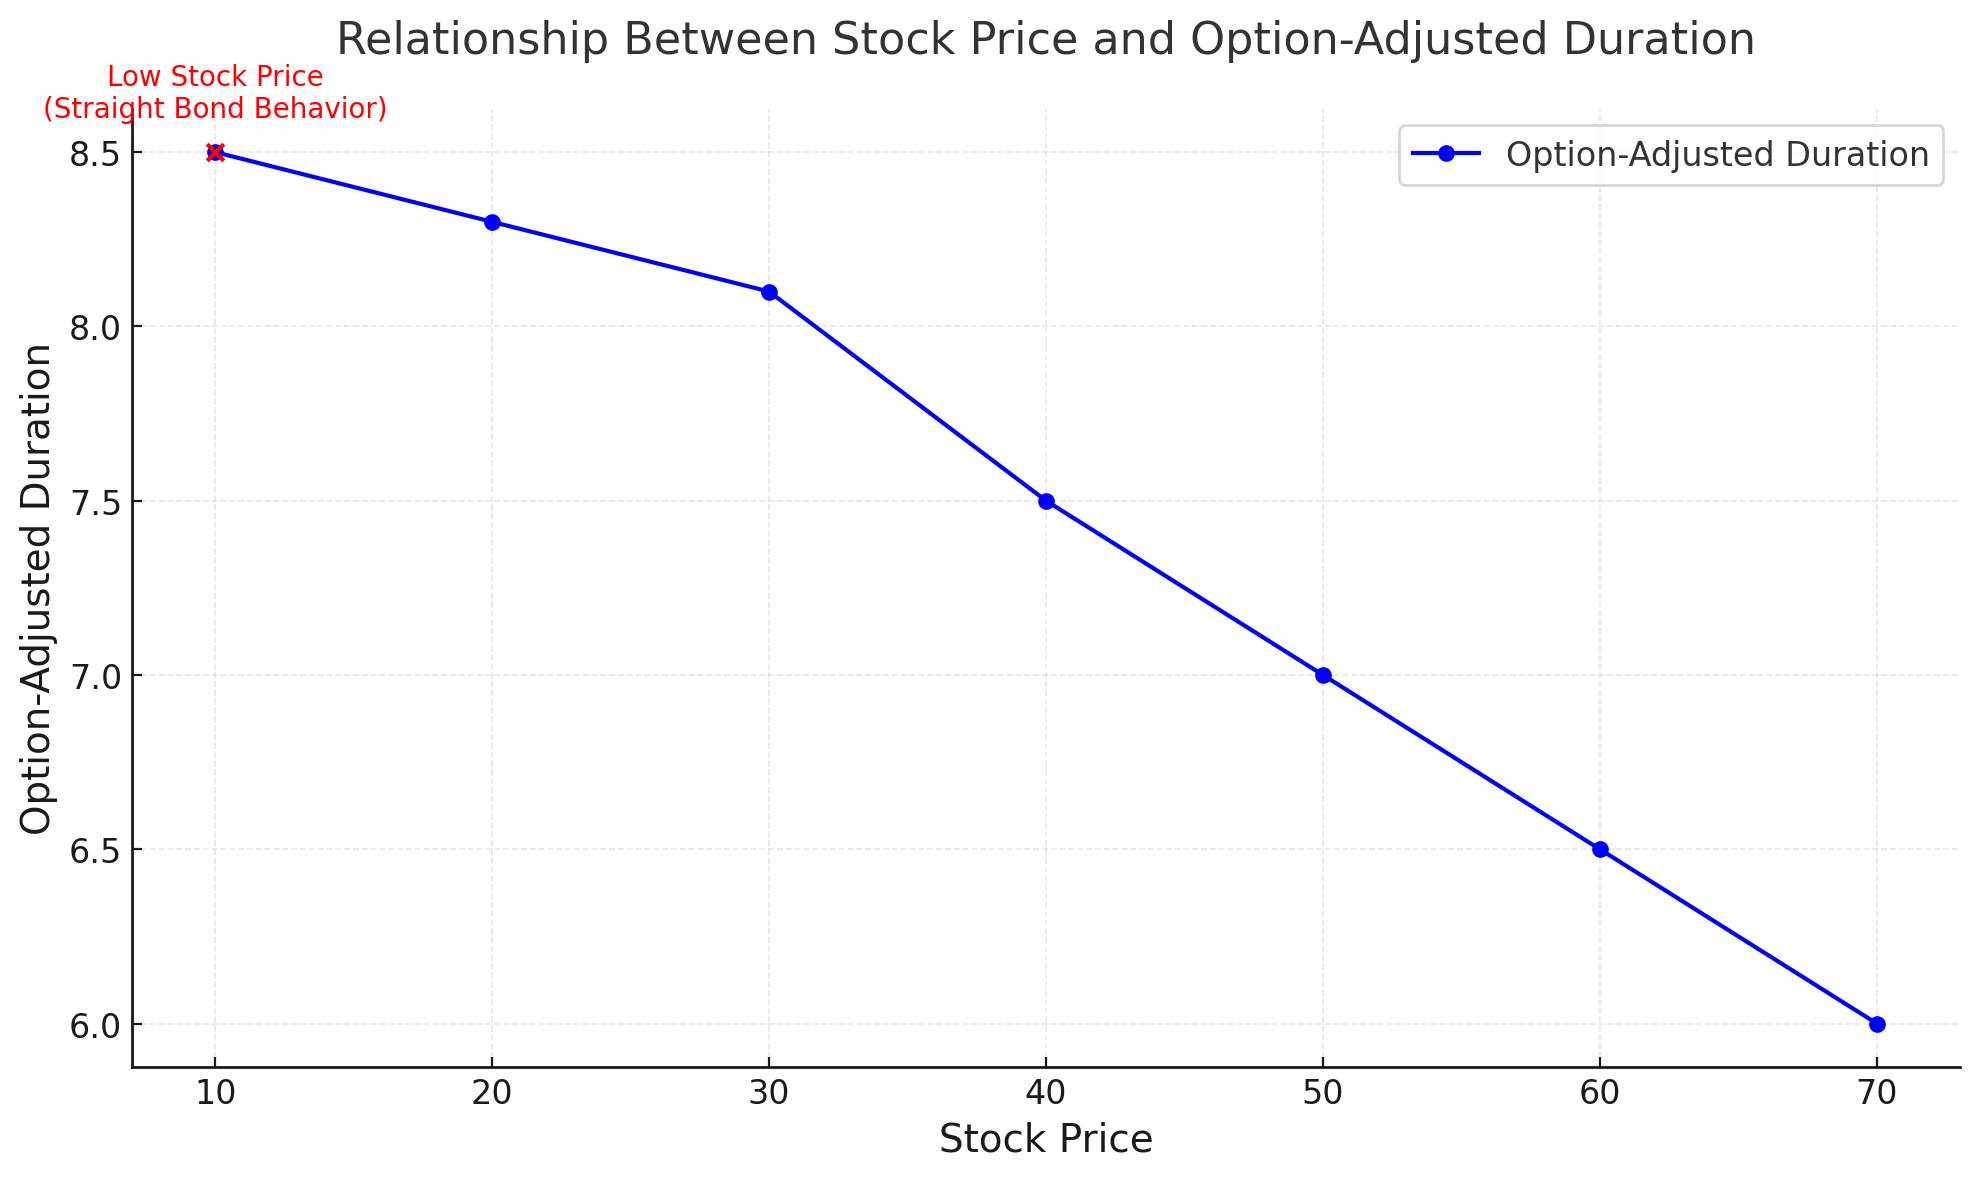 Relationship Between Stock Price and Option-Adjusted Duration
Low Stock Price
(Straight Bond Behavior)
Option-Adjusted Duration
8.5
8.0
7.5
7.0
6.5
6.0
Option-Adjusted Duration
10 20 30 40 50 60 70
Stock Price